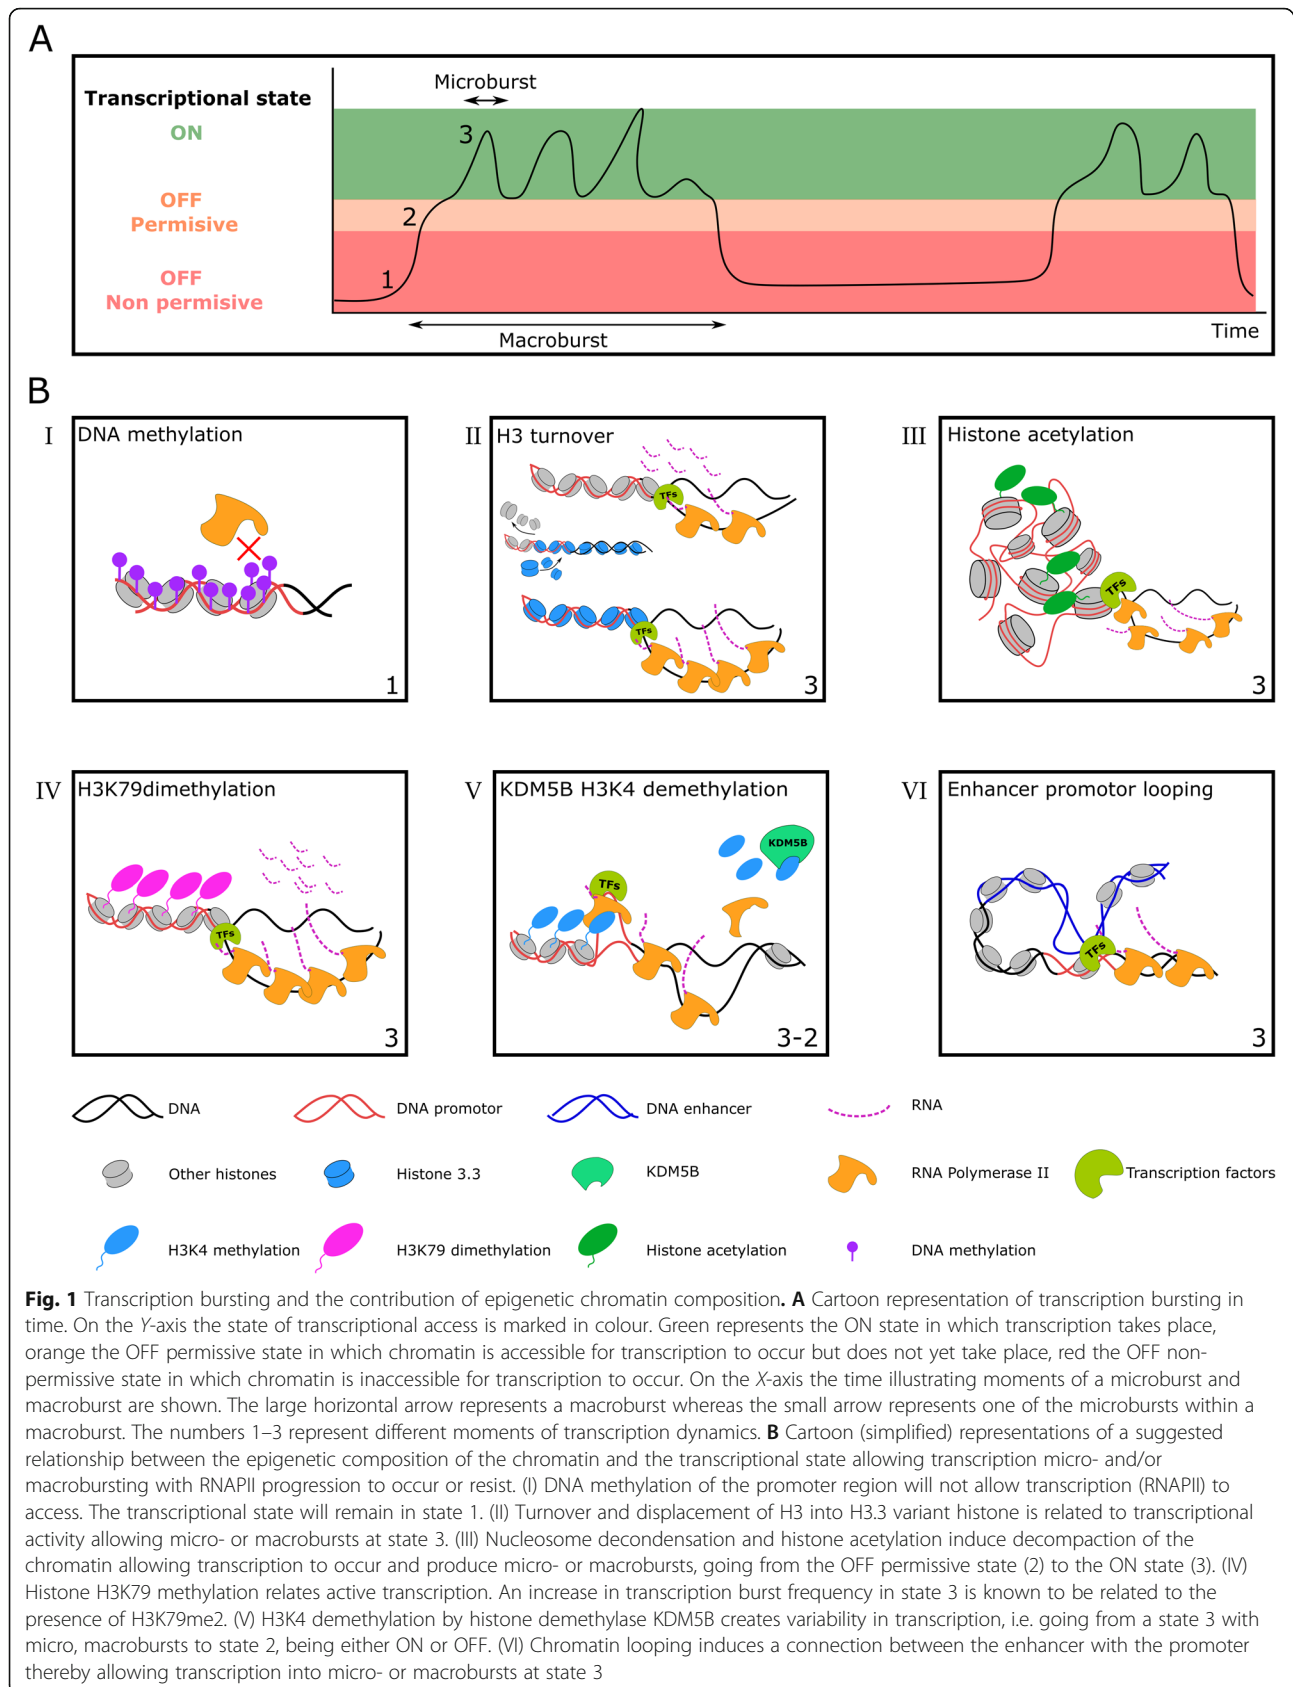 A
Microburst
Transcriptional state
ON
3
OFF
Permisive
2
OFF
Non permisive
1
Macroburst
Time
B
I
DNA methylation
1
II
H3 turnover
TFs
TFs
3
III
Histone acetylation
TFs
3
IV
H3K79dimethylation
TFs
3
V
KDM5B H3K4 demethylation
KDM5B
TFs
3-2
VI
Enhancer promotor looping
TFs
3
DNA
DNA promotor
DNA enhancer
RNA
Other histones
Histone 3.3
KDM5B
RNA Polymerase II
Transcription factors
H3K4 methylation
H3K79 dimethylation
Histone acetylation
DNA methylation
Fig. 1 Transcription bursting and the contribution of epigenetic chromatin composition. A Cartoon representation of transcription bursting in
time. On the Y-axis the state of transcriptional access is marked in colour. Green represents the ON state in which transcription takes place,
orange the OFF permissive state in which chromatin is accessible for transcription to occur but does not yet take place, red the OFF non-
permissive state in which chromatin is inaccessible for transcription to occur. On the X-axis the time illustrating moments of a microburst and
macroburst are shown. The large horizontal arrow represents a macroburst whereas the small arrow represents one of the microbursts within a
macroburst. The numbers 1–3 represent different moments of transcription dynamics. B Cartoon (simplified) representations of a suggested
relationship between the epigenetic composition of the chromatin and the transcriptional state allowing transcription micro- and/or
macrobursting with RNAPII progression to occur or resist. (I) DNA methylation of the promoter region will not allow transcription (RNAPII) to
access. The transcriptional state will remain in state 1. (II) Turnover and displacement of H3 into H3.3 variant histone is related to transcriptional
activity allowing micro- or macrobursts at state 3. (III) Nucleosome decondensation and histone acetylation induce decompaction of the
chromatin allowing transcription to occur and produce micro- or macrobursts, going from the OFF permissive state (2) to the ON state (3). (IV)
Histone H3K79 methylation relates active transcription. An increase in transcription burst frequency in state 3 is known to be related to the
presence of H3K79me2. (V) H3K4 demethylation by histone demethylase KDM5B creates variability in transcription, i.e. going from a state 3 with
micro, macrobursts to state 2, being either ON or OFF. (VI) Chromatin looping induces a connection between the enhancer with the promoter
thereby allowing transcription into micro- or macrobursts at state 3